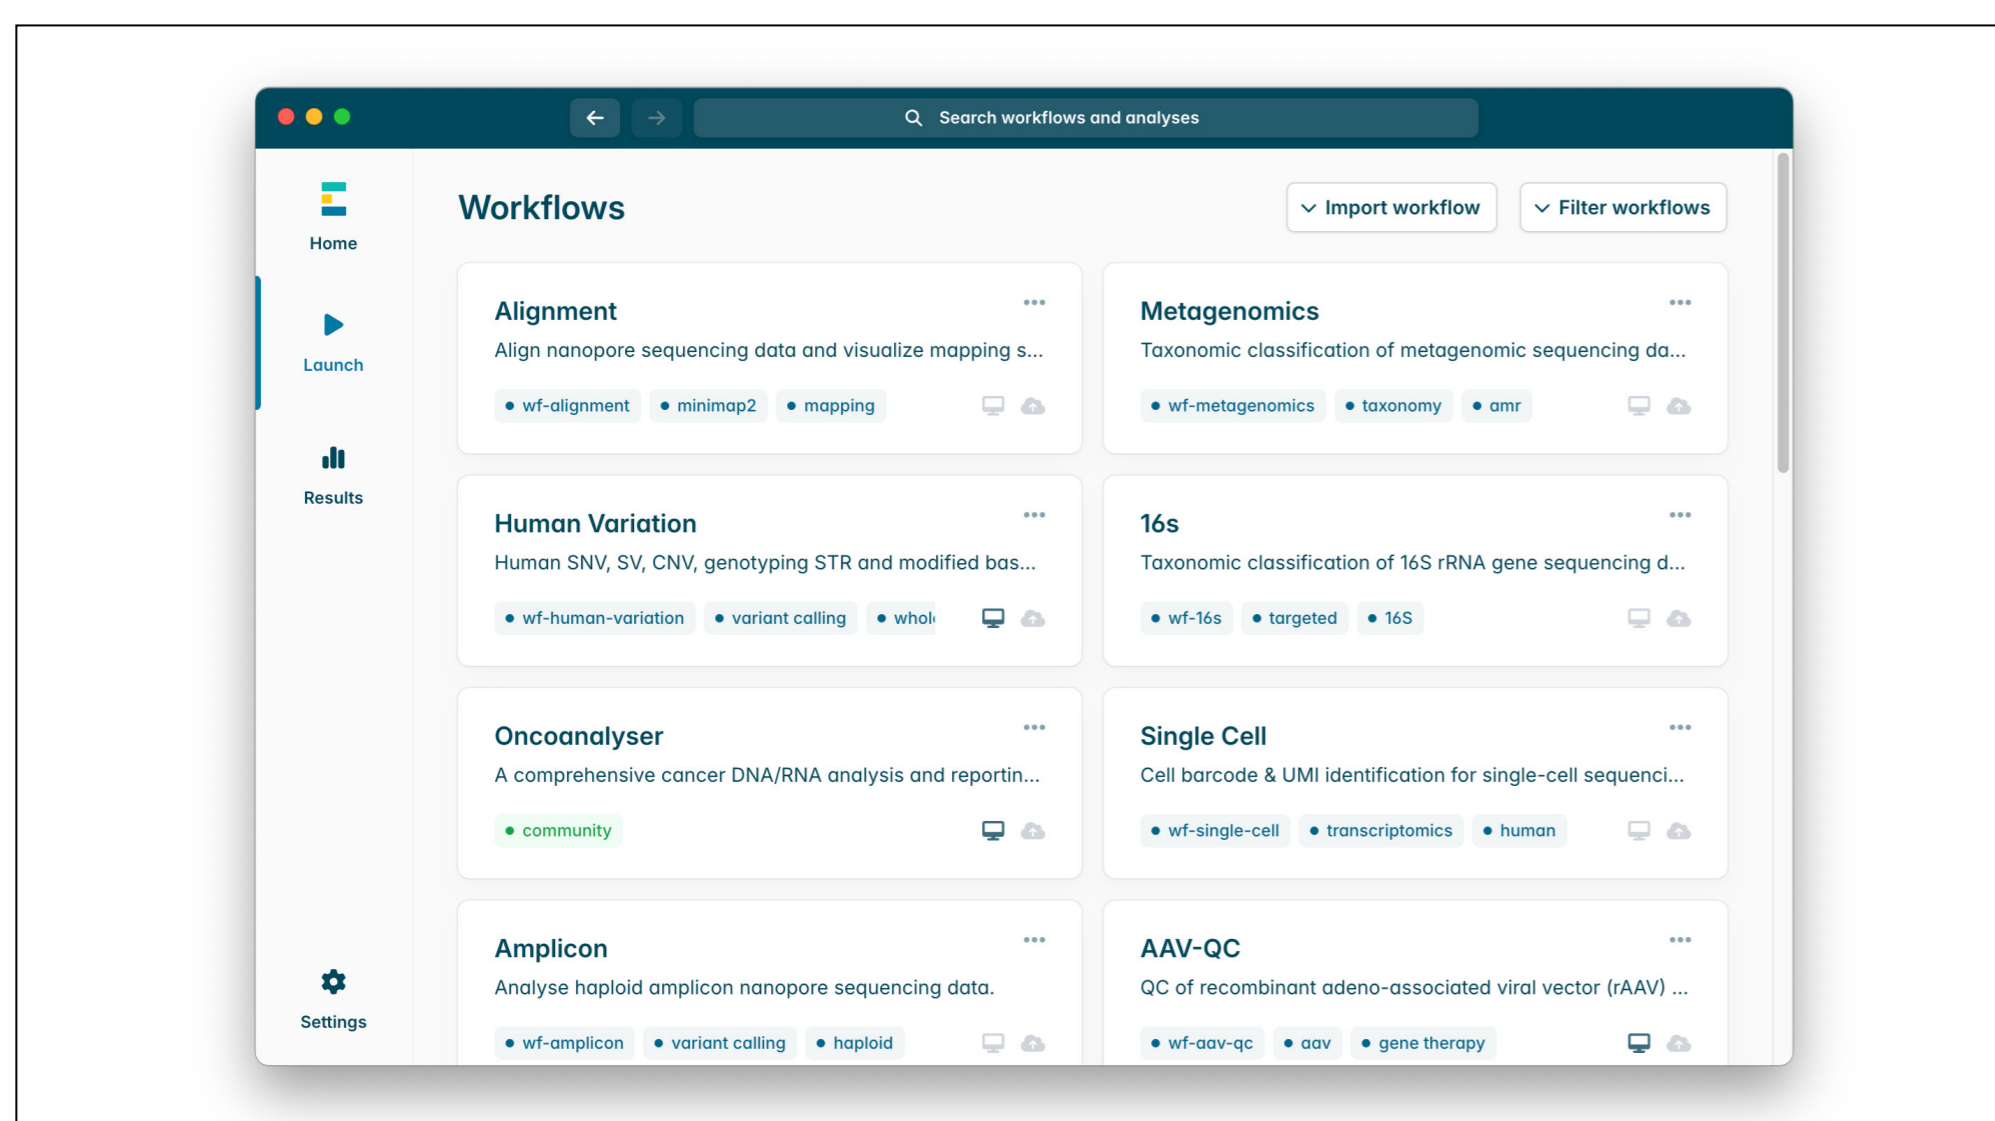 Search workflows and analyses
Home
Launch
Results
Settings
Workflows
Import workflow
Filter workflows
Alignment
Align nanopore sequencing data and visualize mapping s...
wf-alignment
minimap2
mapping
Metagenomics
Taxonomic classification of metagenomic sequencing da...
wf-metagenomics
taxonomy
amr
Human Variation
Human SNV, SV, CNV, genotyping STR and modified bas...
wf-human-variation
variant calling
whol
16s
Taxonomic classification of 16S rRNA gene sequencing d...
wf-16s
targeted
16S
Oncoanalyser
A comprehensive cancer DNA/RNA analysis and reportin...
community
Single Cell
Cell barcode & UMI identification for single-cell sequenci...
wf-single-cell
transcriptomics
human
Amplicon
Analyse haploid amplicon nanopore sequencing data.
wf-amplicon
variant calling
haploid
AAV-QC
QC of recombinant adeno-associated viral vector (rAAV) ...
wf-aav-qc
aav
gene therapy